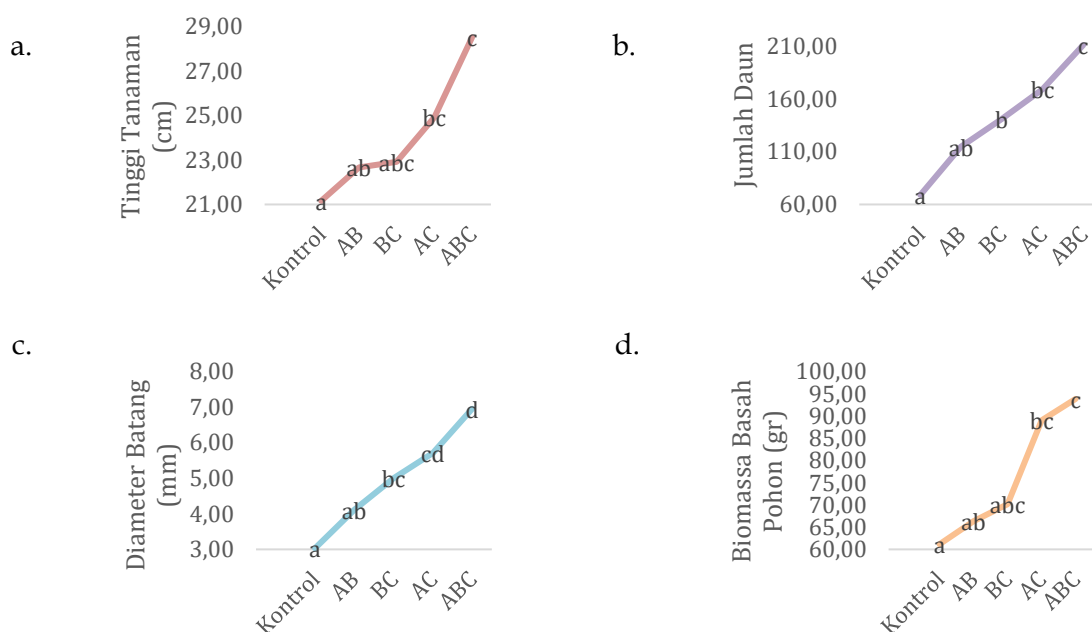 a.
Tinggi Tanaman
(cm)
29,00
27,00
25,00
23,00
21,00
a
ab
abc
bc
c
Kontrol
AB
BC
AC
ABC
b.
Jumlah Daun
210,00
160,00
110,00
60,00
a
ab
b
bc
c
Kontrol
AB
BC
AC
ABC
c.
Diameter Batang
(mm)
8,00
7,00
6,00
5,00
4,00
3,00
a
ab
bc
cd
d
Kontrol
AB
BC
AC
ABC
d.
Biomassa Basah
Pohon (gr)
100,00
95,00
90,00
85,00
80,00
75,00
70,00
65,00
60,00
a
ab
abc
bc
c
Kontrol
AB
BC
AC
ABC